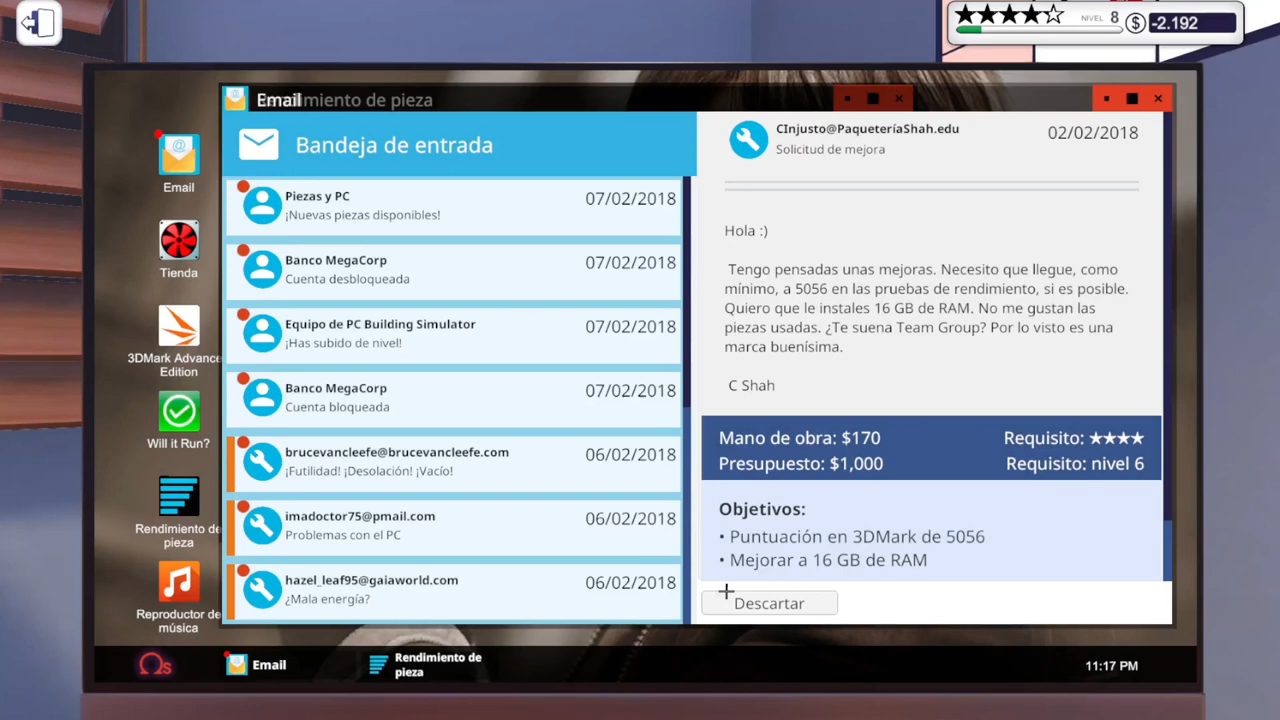 NIVEL 8
$ -2.192
Email
Rendimiento de pieza
Bandeja de entrada
Piezas y PC
07/02/2018
¡Nuevas piezas disponibles!
Banco MegaCorp
07/02/2018
Cuenta desbloqueada
Equipo de PC Building Simulator
07/02/2018
¡Has subido de nivel!
Banco MegaCorp
07/02/2018
Cuenta bloqueada
brucevancleefe@brucevancleefe.com
06/02/2018
¡Futilidad! ¡Desolación! ¡Vacío!
imadoctor75@pmail.com
06/02/2018
Problemas con el PC
hazel_leaf95@gaiaworld.com
06/02/2018
¿Mala energía?
CInjusto@PaqueteríaShah.edu
02/02/2018
Solicitud de mejora
Hola :)
Tengo pensadas unas mejoras. Necesito que llegue, como
mínimo, a 5056 en las pruebas de rendimiento, si es posible.
Quiero que le instales 16 GB de RAM. No me gustan las
piezas usadas. ¿Te suena Team Group? Por lo visto es una
marca buenísima.
C Shah
Mano de obra: $170
Requisito: ★★★★
Presupuesto: $1,000
Requisito: nivel 6
Objetivos:
• Puntuación en 3DMark de 5056
• Mejorar a 16 GB de RAM
Descartar
Email
Tienda
3DMark Advance
Edition
Will it Run?
Rendimiento de
pieza
Reproductor de
música
Ωs
Email
Rendimiento de
pieza
11:17 PM